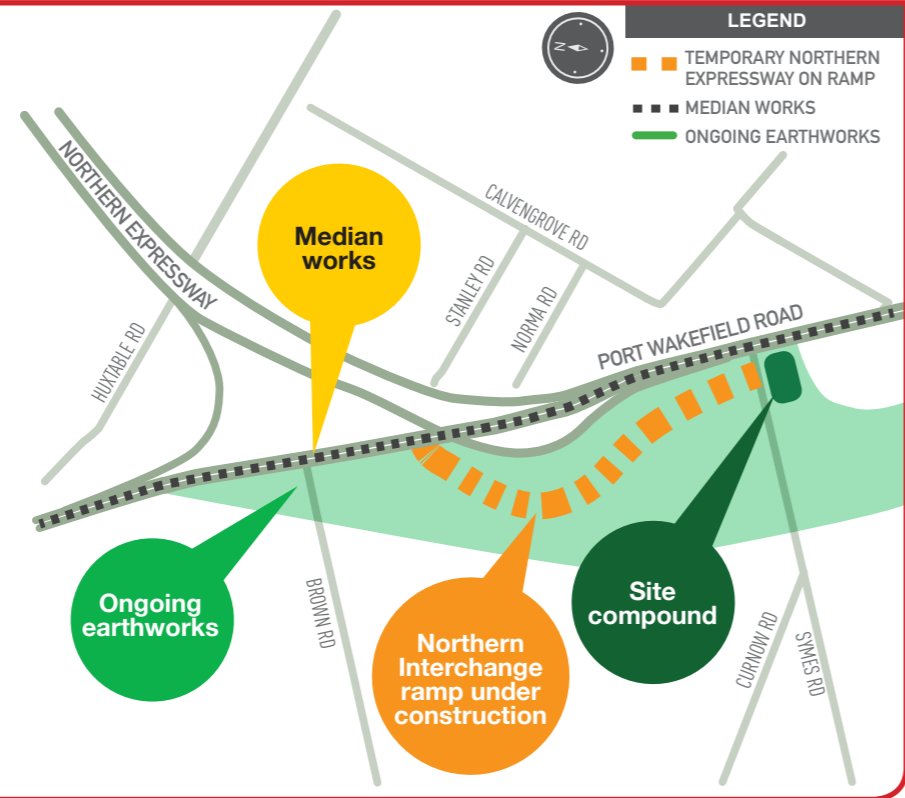 LEGEND
TEMPORARY NORTHERN
EXPRESSWAY ON RAMP
MEDIAN WORKS
ONGOING EARTHWORKS
N
NORTHERN EXPRESSWAY
HUXTABLE RD
Median
works
CALVENGROVE RD
STANLEY RD
NORMA RD
PORT WAKEFIELD ROAD
Ongoing
earthworks
BROWN RD
Northern
Interchange
ramp under
construction
Site
compound
CURNOW RD
SYMES RD